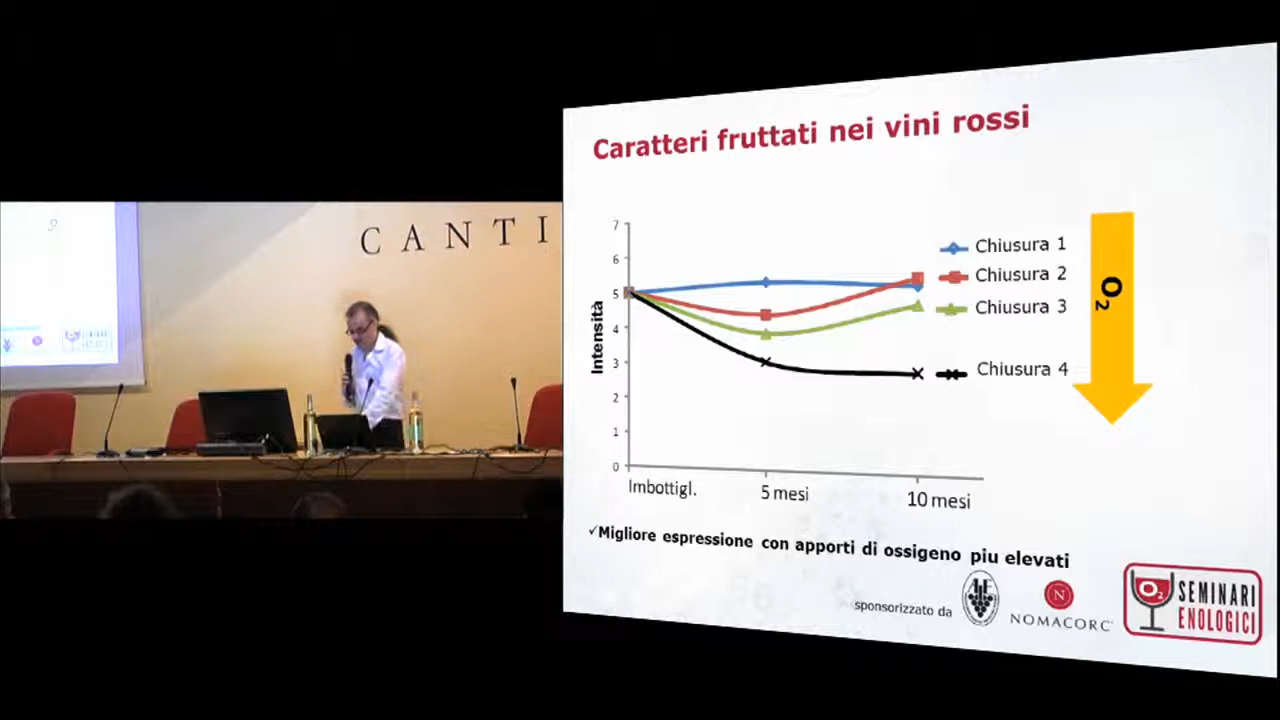 CANTI
Caratteri fruttati nei vini rossi
7
6
5
4
3
2
1
0
Intensità
Imbottigl.
5 mesi
10 mesi
Chiusura 1
Chiusura 2
Chiusura 3
Chiusura 4
O2
✓Migliore espressione con apporti di ossigeno piu elevati
sponsorizzato da
N
NOMACORC
O2
SEMINARI
ENOLOGICI